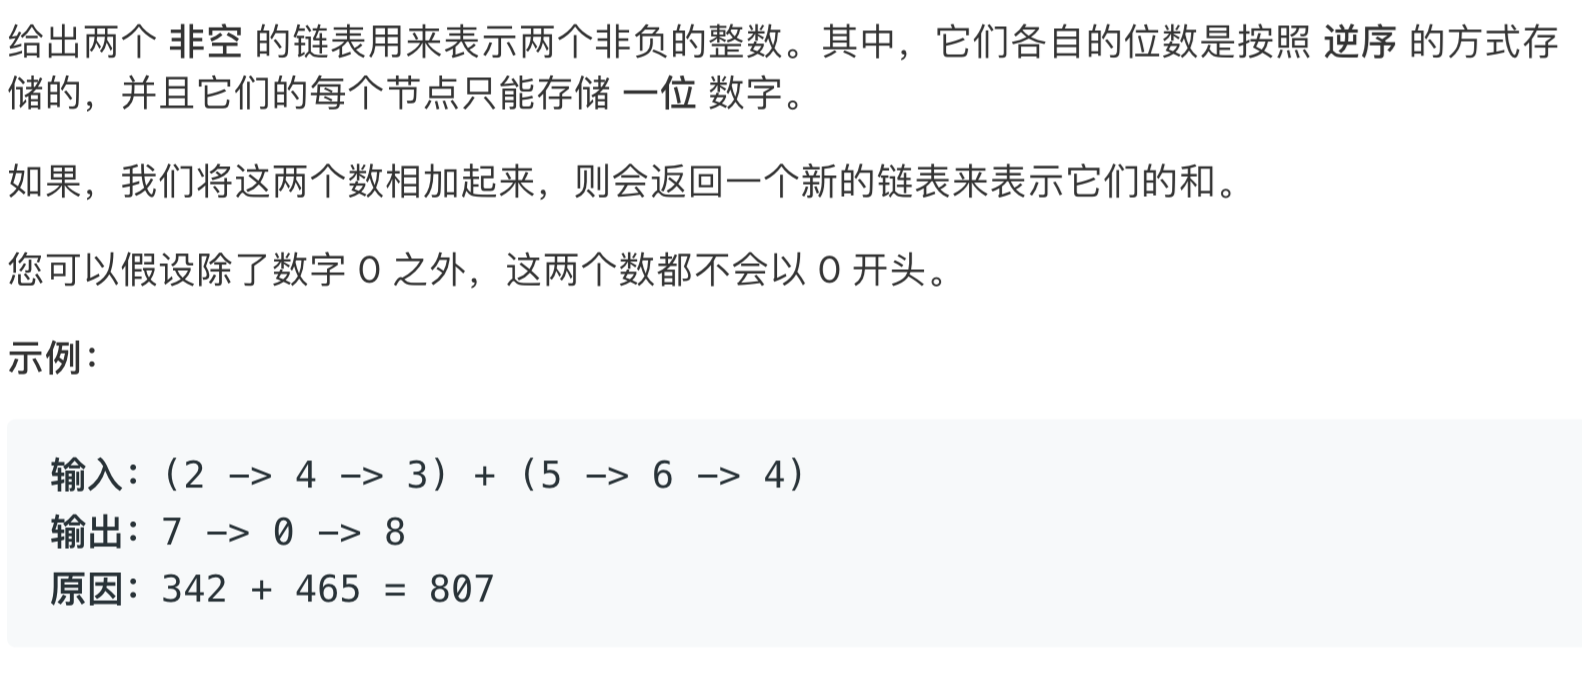 给出两个 非空 的链表用来表示两个非负的整数。其中，它们各自的位数是按照 逆序 的方式存
储的，并且它们的每个节点只能存储 一位 数字。
如果，我们将这两个数相加起来，则会返回一个新的链表来表示它们的和。
您可以假设除了数字 0 之外，这两个数都不会以 0 开头。
示例：
输入：(2 -> 4 -> 3) + (5 -> 6 -> 4)
输出：7 -> 0 -> 8
原因：342 + 465 = 807